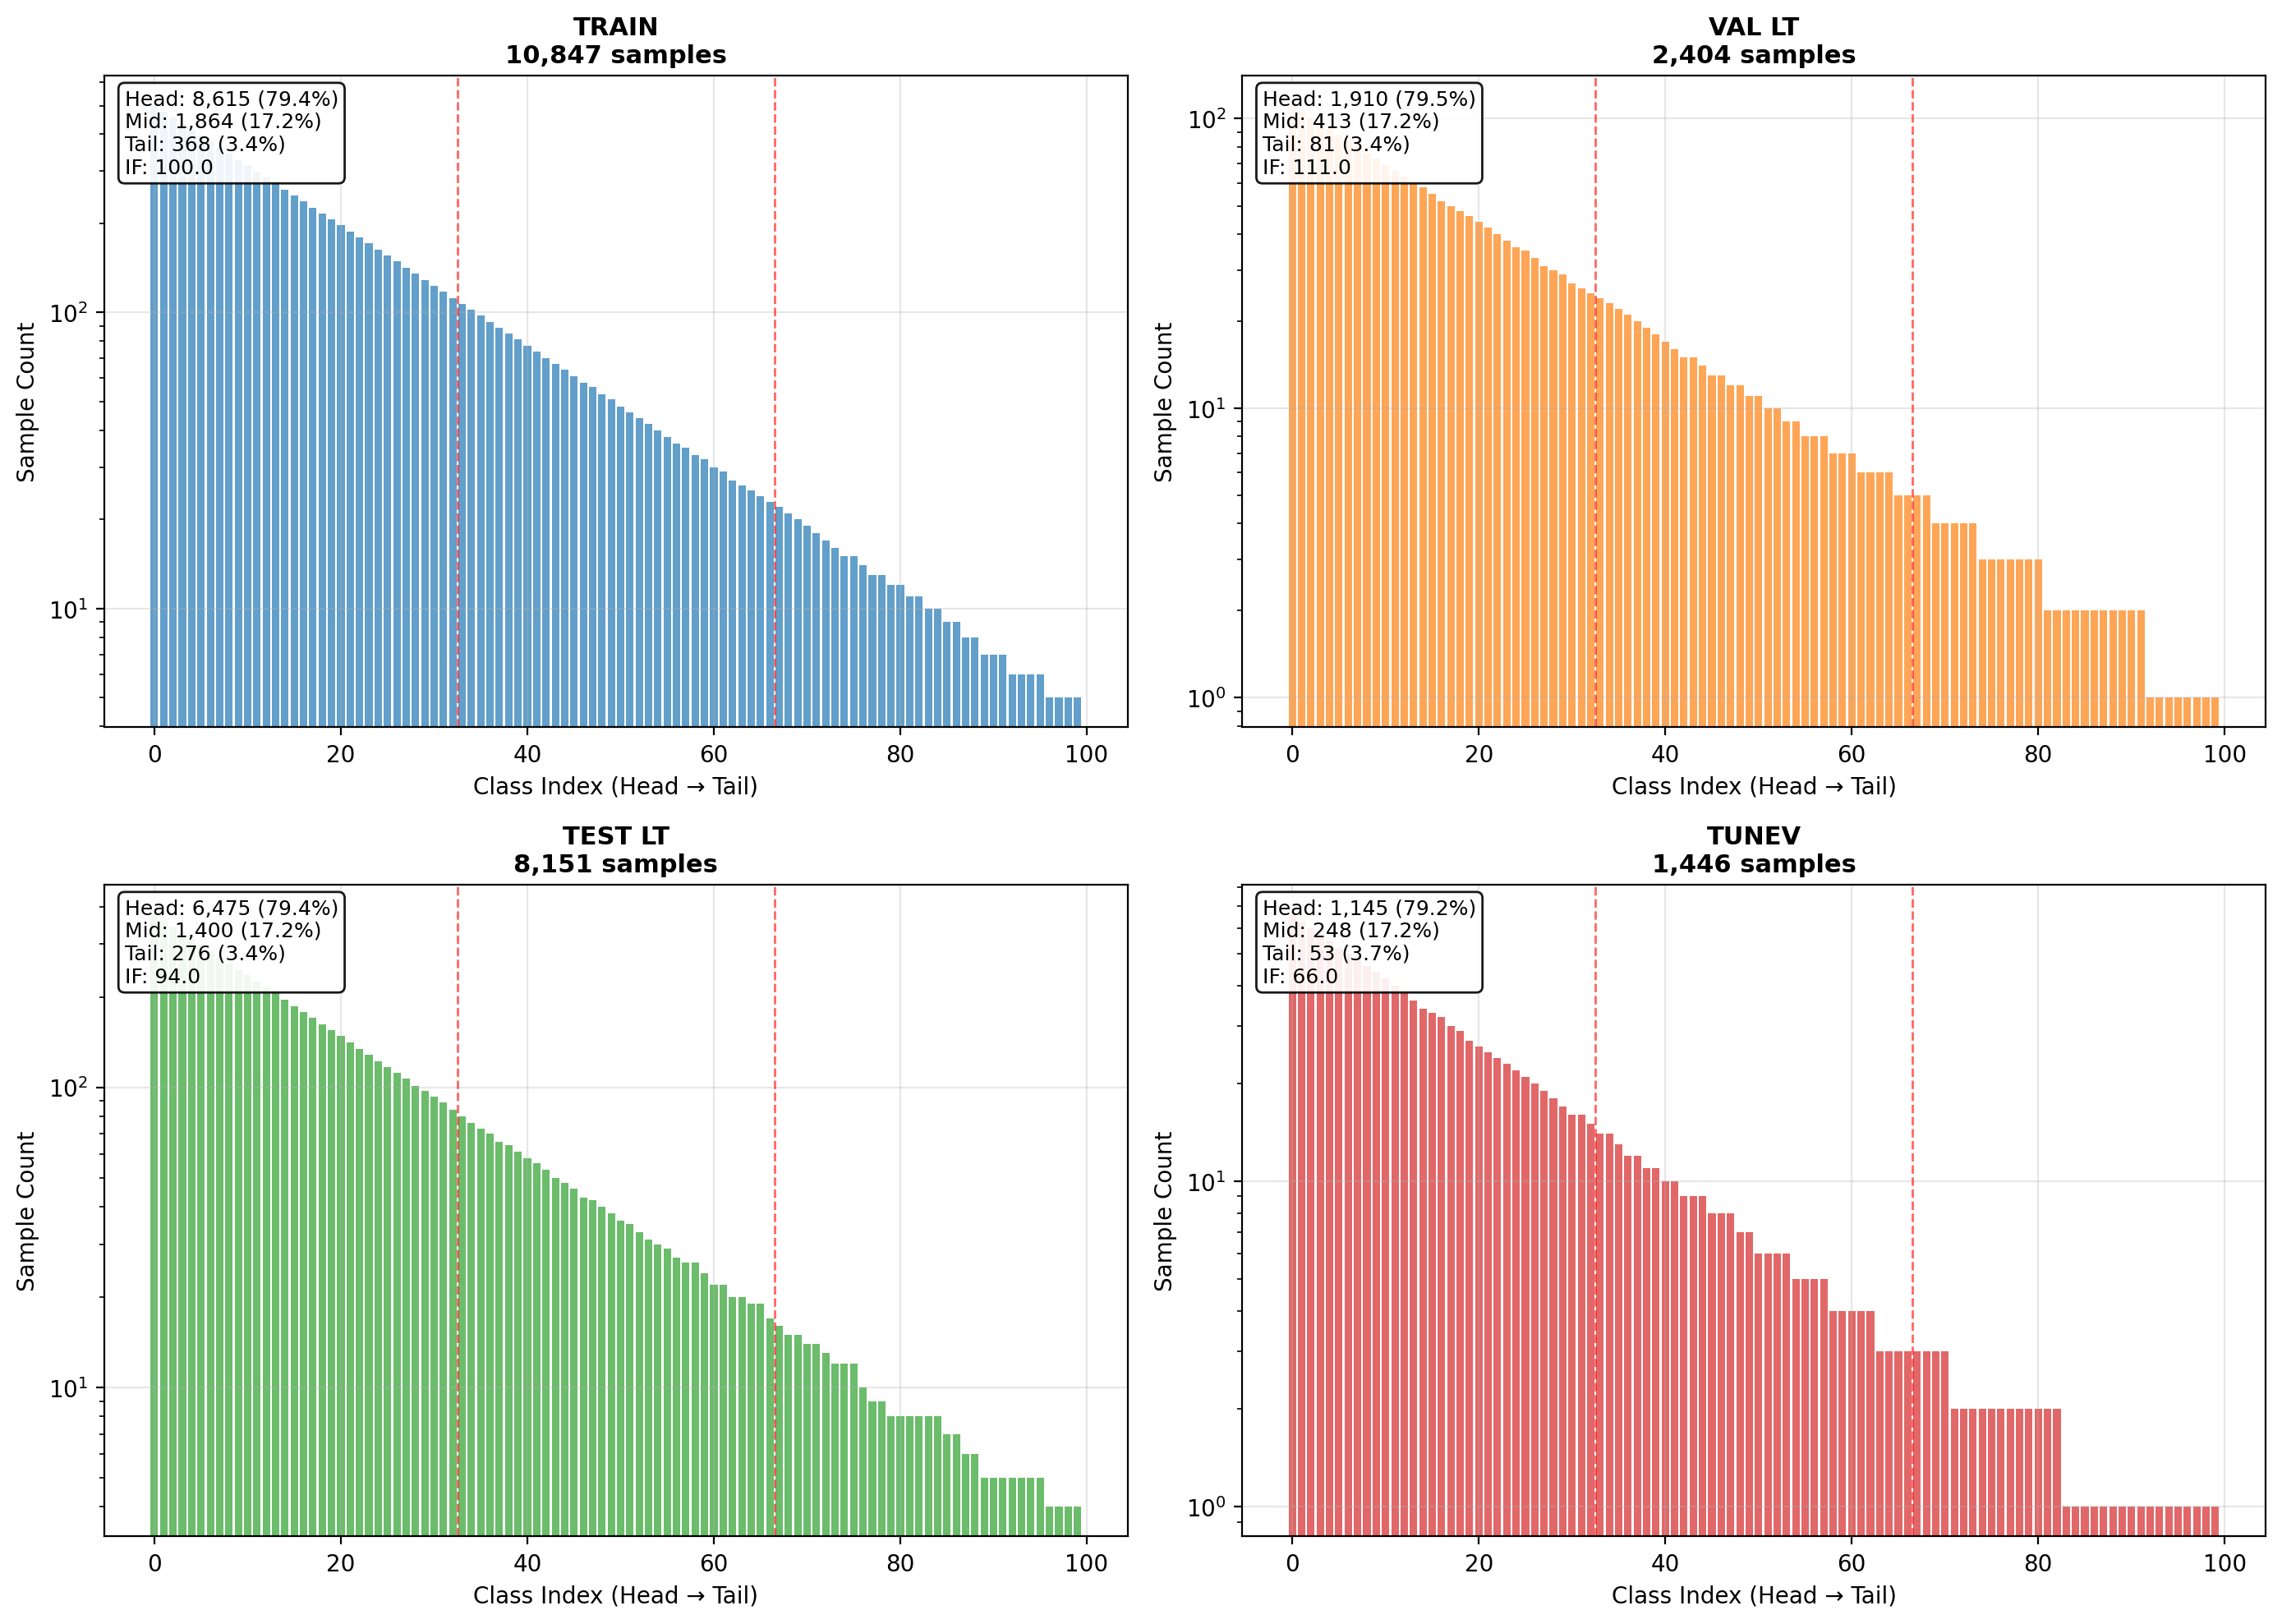 TRAIN
10,847 samples
Head: 8,615 (79.4%)
Mid: 1,864 (17.2%)
Tail: 368 (3.4%)
IF: 100.0
Sample Count
10²
10¹
0 20 40 60 80 100
Class Index (Head → Tail)
VAL LT
2,404 samples
Head: 1,910 (79.5%)
Mid: 413 (17.2%)
Tail: 81 (3.4%)
IF: 111.0
Sample Count
10²
10¹
10⁰
0 20 40 60 80 100
Class Index (Head → Tail)
TEST LT
8,151 samples
Head: 6,475 (79.4%)
Mid: 1,400 (17.2%)
Tail: 276 (3.4%)
IF: 94.0
Sample Count
10²
10¹
0 20 40 60 80 100
Class Index (Head → Tail)
TUNEV
1,446 samples
Head: 1,145 (79.2%)
Mid: 248 (17.2%)
Tail: 53 (3.7%)
IF: 66.0
Sample Count
10¹
10⁰
0 20 40 60 80 100
Class Index (Head → Tail)